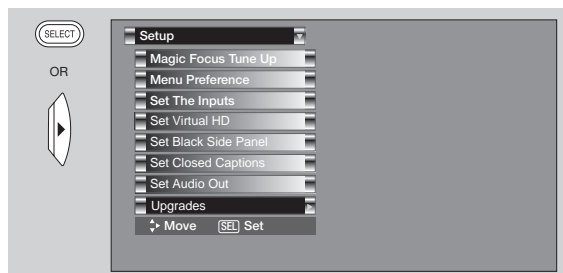 SELECT
OR
Setup
Magic Focus Tune Up
Menu Preference
Set The Inputs
Set Virtual HD
Set Black Side Panel
Set Closed Captions
Set Audio Out
Upgrades
Move SEL Set